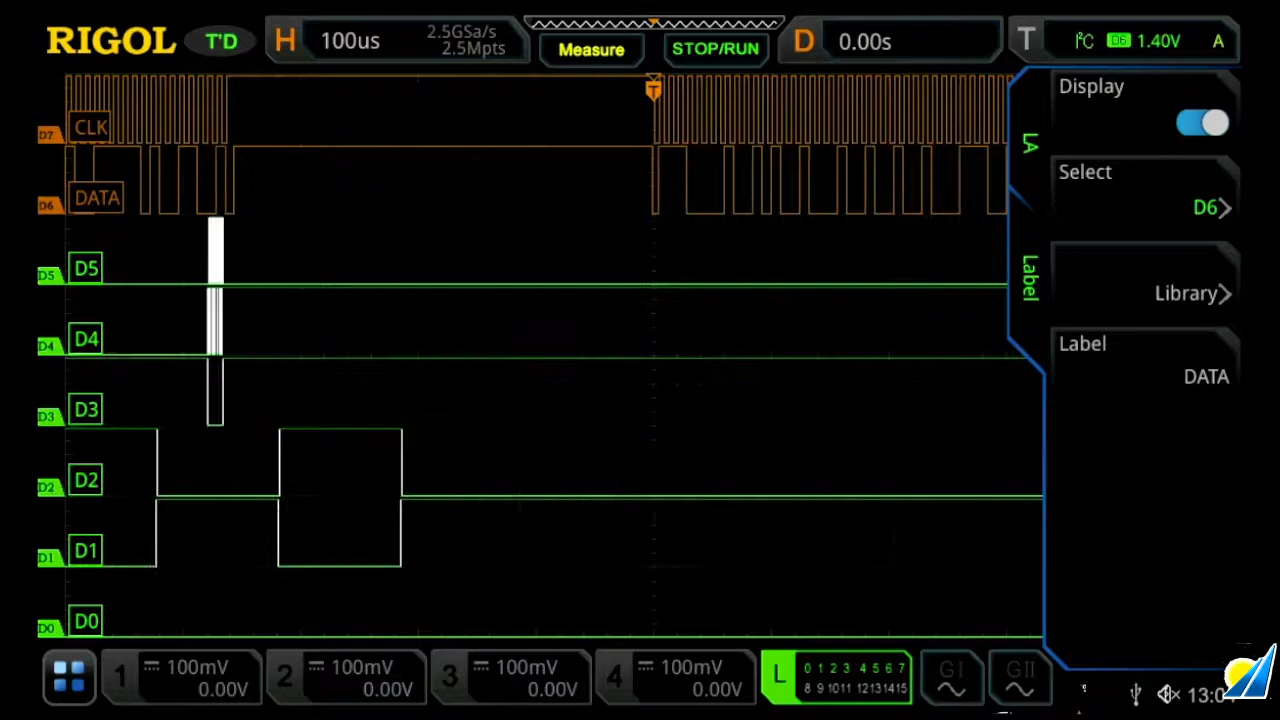 RIGOL T'D H 100us 2.5GSa/s 2.5Mpts Measure STOP/RUN D 0.00s T I²C D6 1.40V A
Display
LA
Select
D6
Label
Library
Label
DATA
D7 CLK
D6 DATA
D5 D5
D4 D4
D3 D3
D2 D2
D1 D1
D0 D0
1 100mV 0.00V
2 100mV 0.00V
3 100mV 0.00V
4 100mV 0.00V
L 0 1 2 3 4 5 6 7
8 9 10 11 12 13 14 15
GI GII